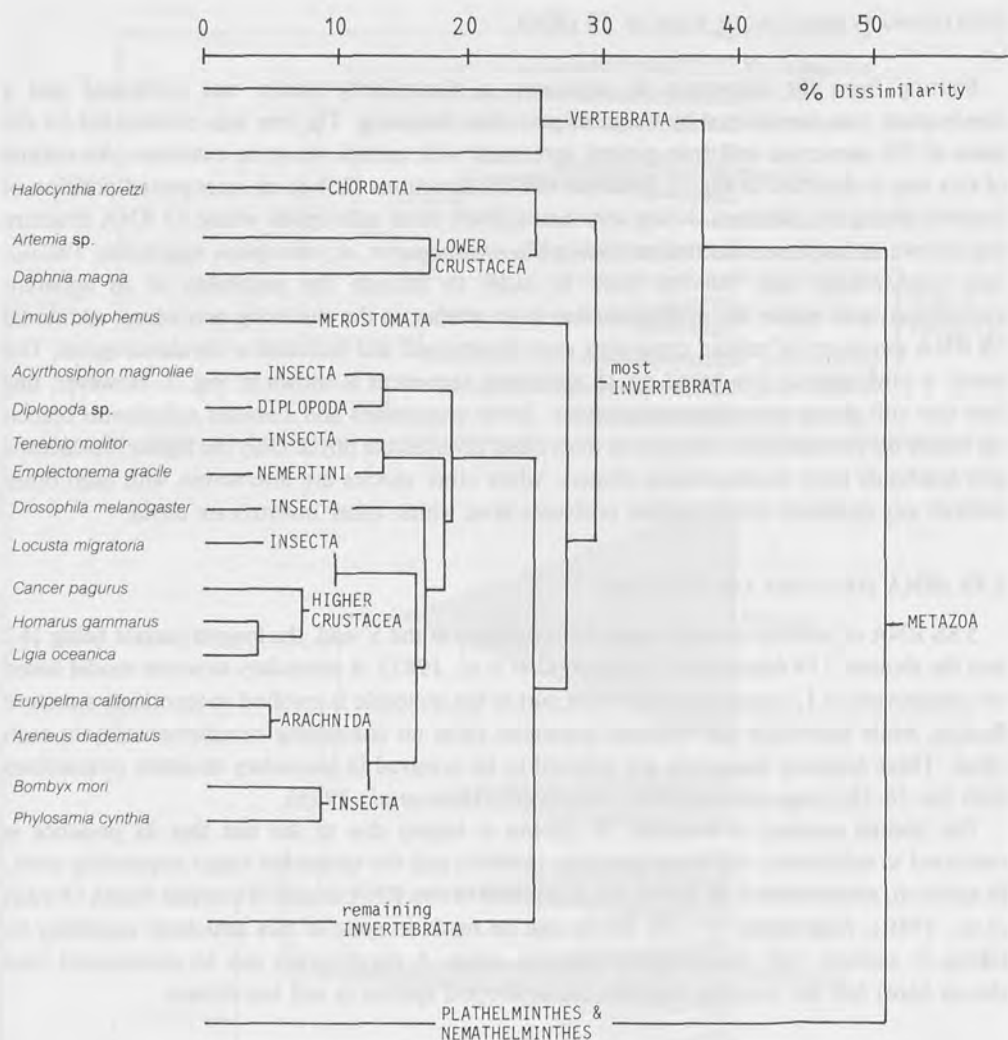 0 10 20 30 40 50
% Dissimilarity
VERTEBRATA
Halocynthia roretzi CHORDATA
Artemia sp.
LOWER
CRUSTACEA
Daphnia magna
Limulus polyphemus MEROSTOMATA
most
INVERTEBRATA
Acyrthosiphon magnoliae INSECTA
Diplopoda sp. DIPLOPODA
Tenebrio molitor INSECTA
Emplectonema gracile NEMERTINI
Drosophila melanogaster INSECTA
Locusta migratoria INSECTA
Cancer pagurus
HIGHER
CRUSTACEA
Homarus gammarus
METAZOA
Ligia oceanica
Eurypelma californica
ARACHNIDA
Areneus diadematus
Bombyx mori
INSECTA
Phylosamia cynthia
remaining
INVERTEBRATA
PLATHELMINTHES &
NEMATHELMINTHES